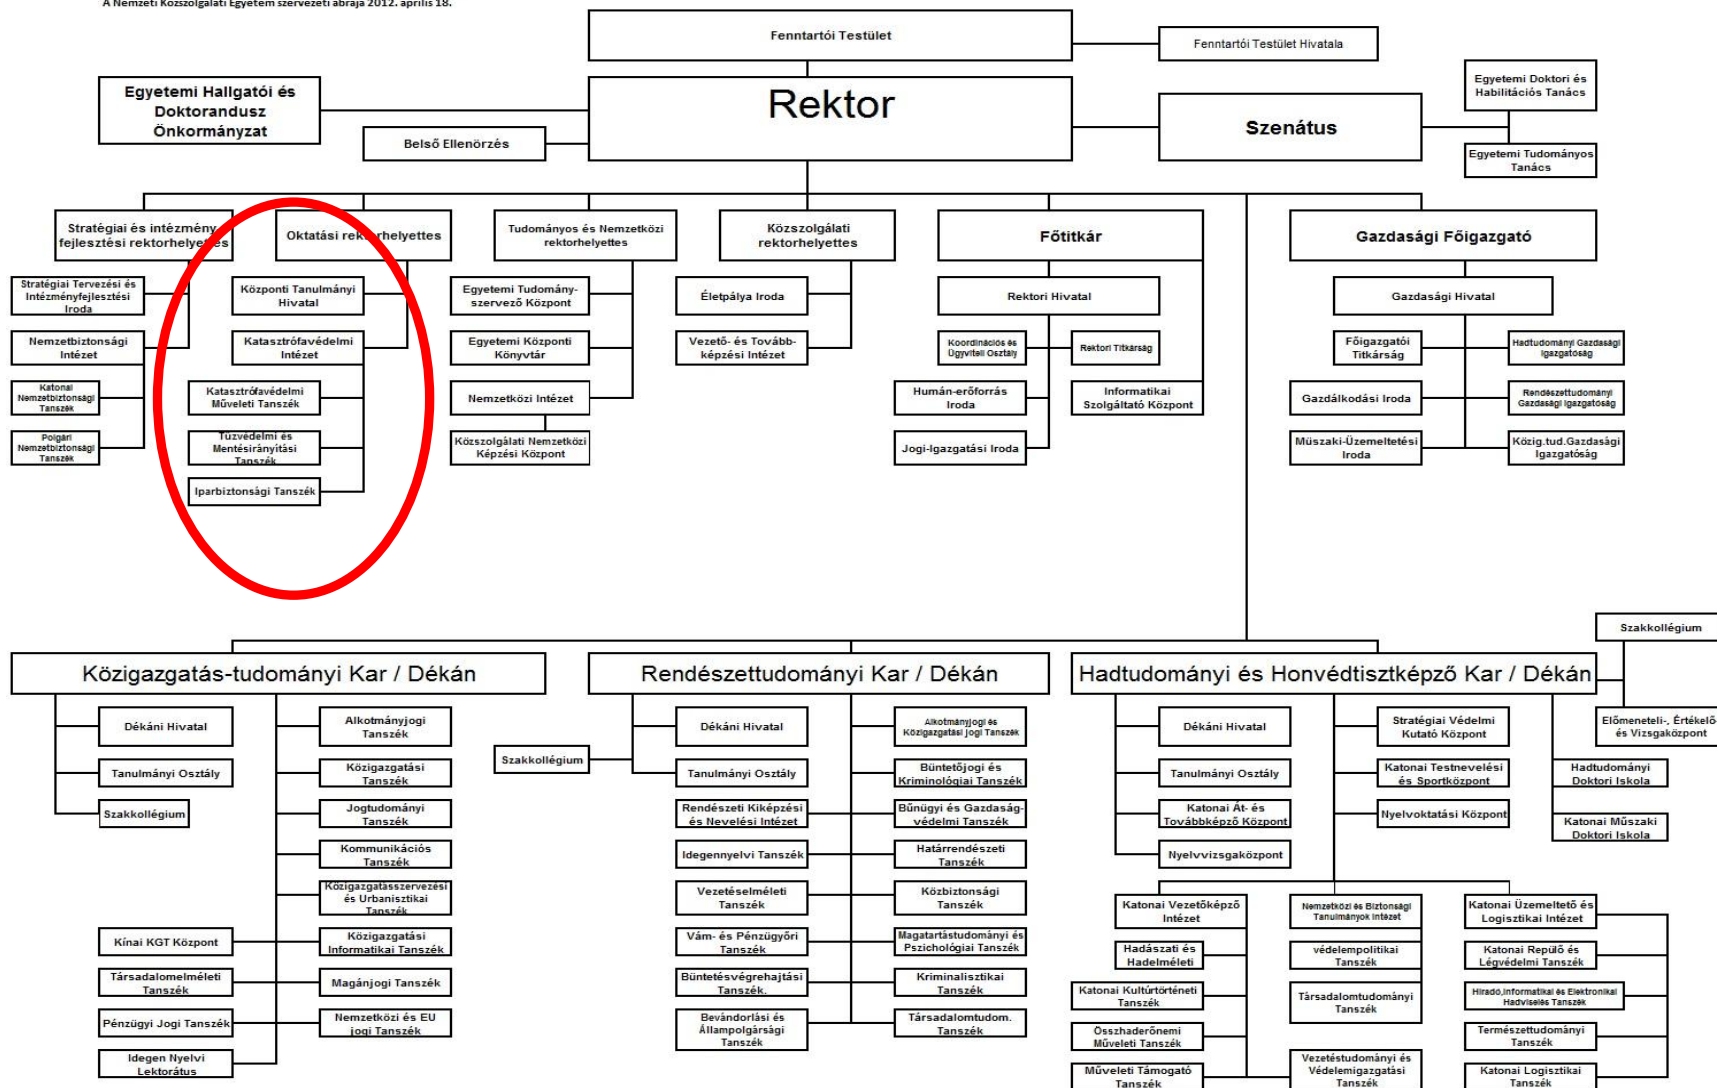 A Nemzeti Közszolgálati Egyetem szervezeti ábrája 2012. április 18.
Fenntartói Testület
Fenntartói Testület Hivatala
Egyetemi Hallgatói és
Doktorandusz
Önkormányzat
Rektor
Belső Ellenőrzés
Szenátus
Egyetemi Doktori és
Habilitációs Tanács
Egyetemi Tudományos
Tanács
Stratégiai és intézmény
fejlesztési rektorhelyettes
Oktatási rektorhelyettes
Tudományos és Nemzetközi
rektorhelyettes
Közszolgálati
rektorhelyettes
Főtitkár
Gazdasági Főigazgató
Stratégiai Tervezési és
Intézményfejlesztési
Iroda
Nemzetbiztonsági
Intézet
Katonai
Nemzetbiztonsági
Tanszék
Polgári
Nemzetbiztonsági
Tanszék
Központi Tanulmányi
Hivatal
Katasztrófavédelmi
Intézet
Katasztrófavédelmi
Műveleti Tanszék
Tűzvédelmi és
Mentésirányítási
Tanszék
Iparbiztonsági Tanszék
Egyetemi Tudomány-
szervező Központ
Egyetemi Központi
Könyvtár
Nemzetközi Intézet
Közszolgálati Nemzetközi
Képzési Központ
Életpálya Iroda
Vezető- és Tovább-
képzési Intézet
Rektori Hivatal
Koordinációs és
Ügyviteli Osztály
Rektori Titkárság
Humán-erőforrás
Iroda
Informatikai
Szolgáltató Központ
Jogi-Igazgatási Iroda
Gazdasági Hivatal
Főigazgatói
Titkárság
Hadtudományi Gazdasági
Igazgatóság
Gazdálkodási Iroda
Rendészettudományi
Gazdasági Igazgatóság
Műszaki-Üzemeltetési
Iroda
Közig.tud.Gazdasági
Igazgatóság
Közigazgatás-tudományi Kar / Dékán
Dékáni Hivatal
Tanulmányi Osztály
Szakkollégium
Alkotmányjogi
Tanszék
Közigazgatási
Tanszék
Jogtudományi
Tanszék
Kommunikációs
Tanszék
Közigazgatásszervezési
és Urbanisztikai
Tanszék
Kínai KGT Központ
Közigazgatási
Informatikai Tanszék
Társadalomelméleti
Tanszék
Magánjogi Tanszék
Pénzügyi Jogi Tanszék
Nemzetközi és EU
jogi Tanszék
Idegen Nyelvi
Lektorátus
Rendészettudományi Kar / Dékán
Szakkollégium
Dékáni Hivatal
Alkotmányjogi és
Közigazgatási jogi Tanszék
Tanulmányi Osztály
Büntetőjogi és
Kriminológiai Tanszék
Rendészeti Kiképzési
és Nevelési Intézet
Bűnügyi és Gazdaság-
védelmi Tanszék
Idegennyelvi Tanszék
Határrendészeti
Tanszék
Vezetéselméleti
Tanszék
Közbiztonsági
Tanszék
Vám- és Pénzügyőri
Tanszék
Magatartástudományi és
Pszichológiai Tanszék
Büntetésvégrehajtási
Tanszék.
Kriminalisztikai
Tanszék
Bevándorlási és
Állampolgársági
Tanszék
Társadalomtudom.
Tanszék
Hadtudományi és Honvédtisztképző Kar / Dékán
Szakkollégium
Előmeneteli-, Értékelő-
és Vizsgaközpont
Dékáni Hivatal
Tanulmányi Osztály
Katonai Át- és
Továbbképző Központ
Nyelvvizsgaközpont
Stratégiai Védelmi
Kutató Központ
Katonai Testnevelési
és Sportközpont
Nyelvoktatási Központ
Hadtudományi
Doktori Iskola
Katonai Műszaki
Doktori Iskola
Katonai Vezetőképző
Intézet
Hadászati és
Hadelméleti
Katonai Kultúrtörténeti
Tanszék
Összhaderőnemi
Műveleti Tanszék
Műveleti Támogató
Tanszék
Nemzetközi és Biztonsági
Tanulmányok Intézet
védelempolitikai
Tanszék
Társadalomtudományi
Tanszék
Vezetéstudományi és
Védelemigazgatási
Tanszék
Katonai Üzemeltető és
Logisztikai Intézet
Katonai Repülő és
Légvédelmi Tanszék
Híradó,Informatikai és Elektronikai
Hadviselés Tanszék
Természettudományi
Tanszék
Katonai Logisztikai
Tanszék